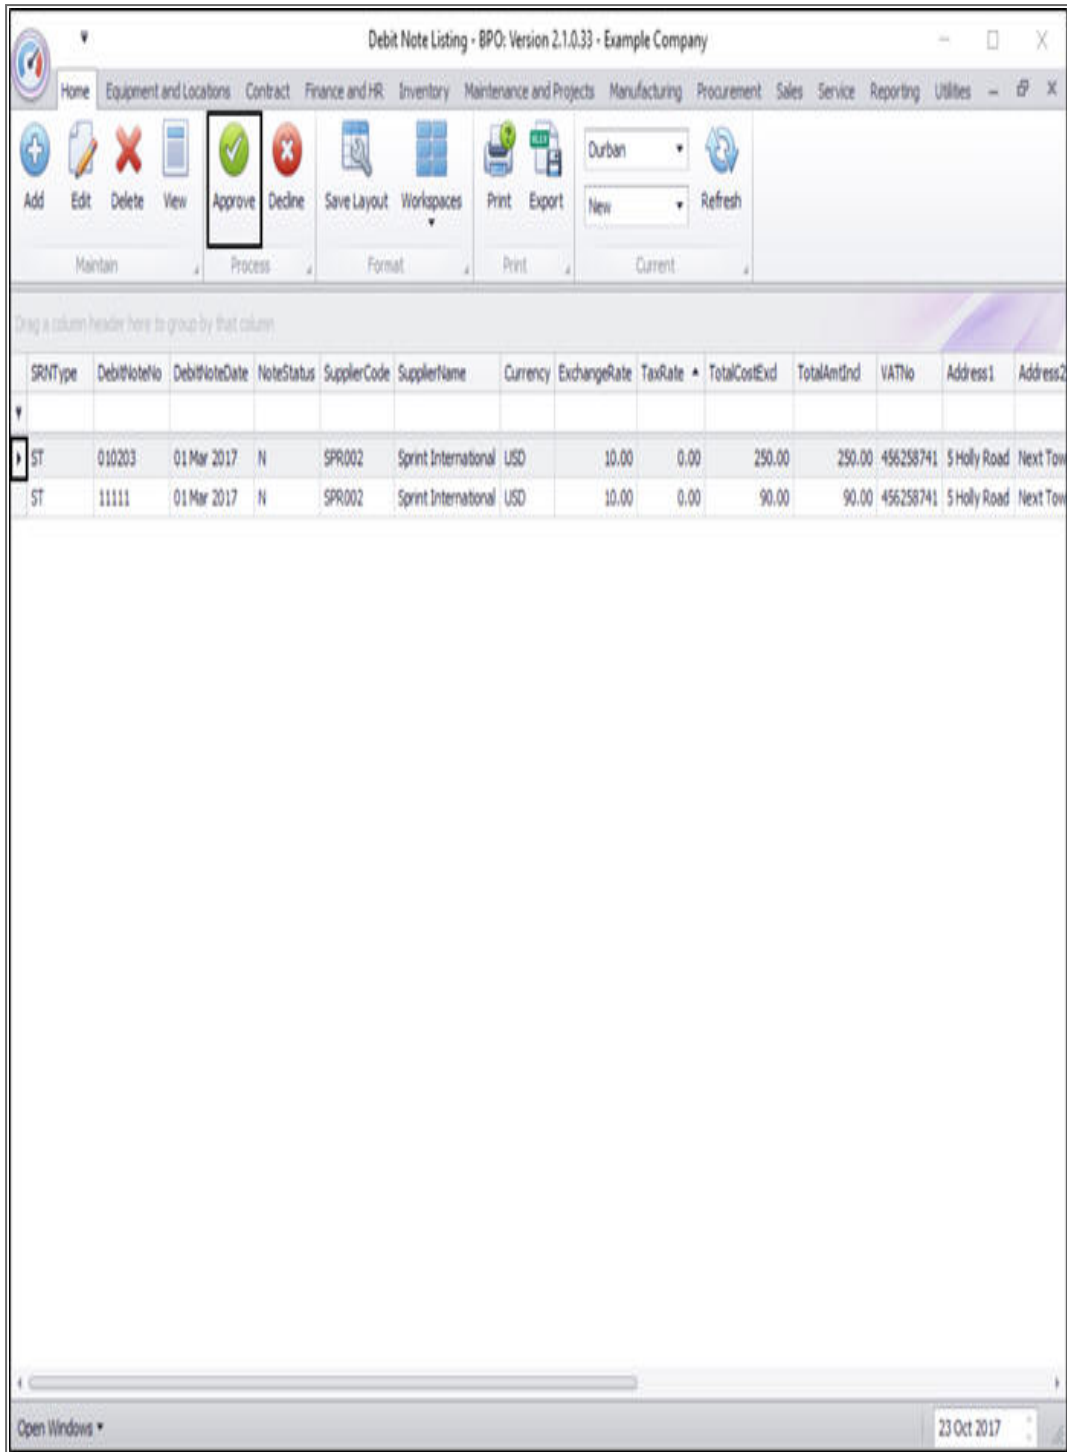 Debit Note Listing - BPO: Version 2.1.0.33 - Example Company
Home Equipment and Locations Contract Finance and HR Inventory Maintenance and Projects Manufacturing Procurement Sales Service Reporting Utilities
Add Edit Delete View Approve Decline Save Layout Workspaces Print Export Durban New Refresh
Maintain Process Format Print Current
Drag a column header here to group by that column
SRNType DebitNoteNo DebitNoteDate NoteStatus SupplierCode SupplierName Currency ExchangeRate TaxRate TotalCostExcl TotalAmtIncl VATNo Address1 Address2
ST 010203 01 Mar 2017 N SPR002 Sprint International USD 10.00 0.00 250.00 250.00 456258741 5 Holly Road Next Tow
ST 11111 01 Mar 2017 N SPR002 Sprint International USD 10.00 0.00 90.00 90.00 456258741 5 Holly Road Next Tow
Open Windows 23 Oct 2017